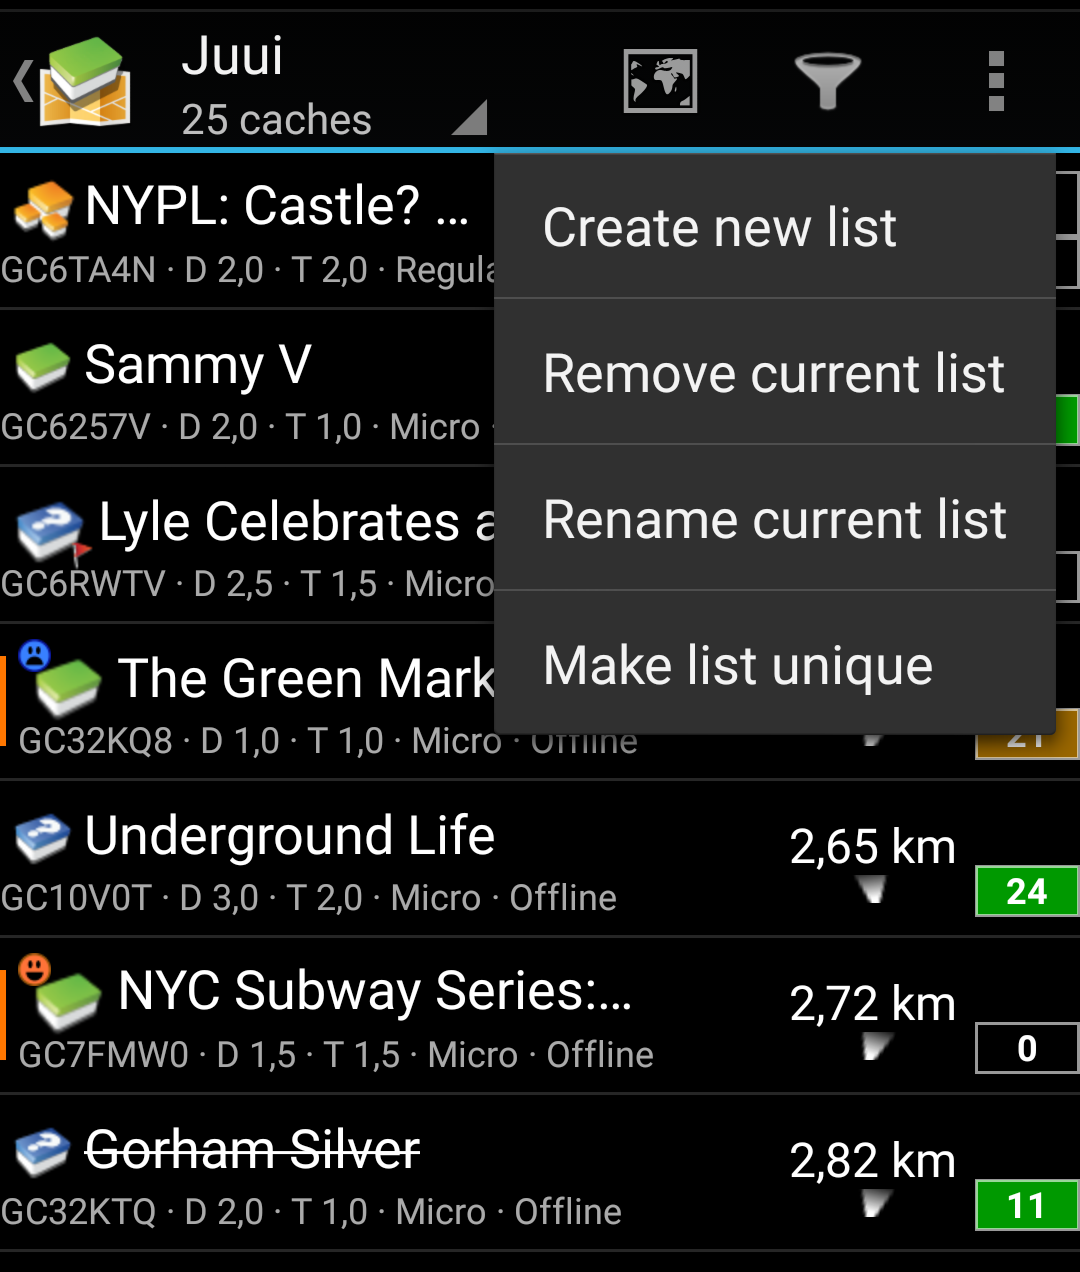 Juui
25 caches
NYPL: Castle? ...
GC6TA4N · D 2,0 · T 2,0 · Regula
Create new list
Sammy V
GC6257V · D 2,0 · T 1,0 · Micro ·
Remove current list
Lyle Celebrates a
GC6RWTV · D 2,5 · T 1,5 · Micro
Rename current list
The Green Mark
GC32KQ8 · D 1,0 · T 1,0 · Micro · Offline
Make list unique
21
Underground Life
GC10V0T · D 3,0 · T 2,0 · Micro · Offline
2,65 km
24
NYC Subway Series:...
GC7FMW0 · D 1,5 · T 1,5 · Micro · Offline
2,72 km
0
Gorham Silver
GC32KTQ · D 2,0 · T 1,0 · Micro · Offline
2,82 km
11